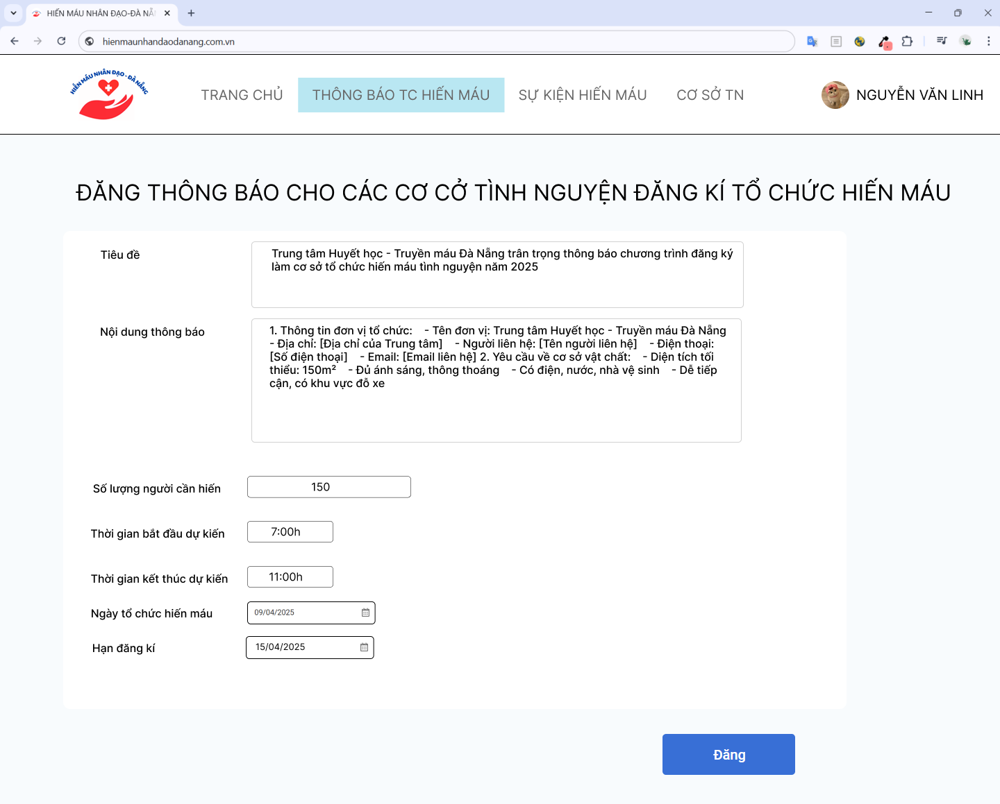 HIẾN MÁU NHÂN ĐẠO-ĐÀ NẴN
hienmaunhandaodanang.com.vn
HIẾN MÁU NHÂN ĐẠO - ĐÀ NẴNG
TRANG CHỦ
THÔNG BÁO TC HIẾN MÁU
SỰ KIỆN HIẾN MÁU
CƠ SỞ TN
NGUYỄN VĂN LINH
ĐĂNG THÔNG BÁO CHO CÁC CƠ CỞ TÌNH NGUYỆN ĐĂNG KÍ TỔ CHỨC HIẾN MÁU
Tiêu đề
Trung tâm Huyết học - Truyền máu Đà Nẵng trân trọng thông báo chương trình đăng ký
làm cơ sở tổ chức hiến máu tình nguyện năm 2025
Nội dung thông báo
1. Thông tin đơn vị tổ chức: - Tên đơn vị: Trung tâm Huyết học - Truyền máu Đà Nẵng
- Địa chỉ: [Địa chỉ của Trung tâm] - Người liên hệ: [Tên người liên hệ] - Điện thoại:
[Số điện thoại] - Email: [Email liên hệ] 2. Yêu cầu về cơ sở vật chất: - Diện tích tối
thiểu: 150m² - Đủ ánh sáng, thông thoáng - Có điện, nước, nhà vệ sinh - Dễ tiếp
cận, có khu vực đỗ xe
Số lượng người cần hiến
150
Thời gian bắt đầu dự kiến
7:00h
Thời gian kết thúc dự kiến
11:00h
Ngày tổ chức hiến máu
09/04/2025
Hạn đăng kí
15/04/2025
Đăng